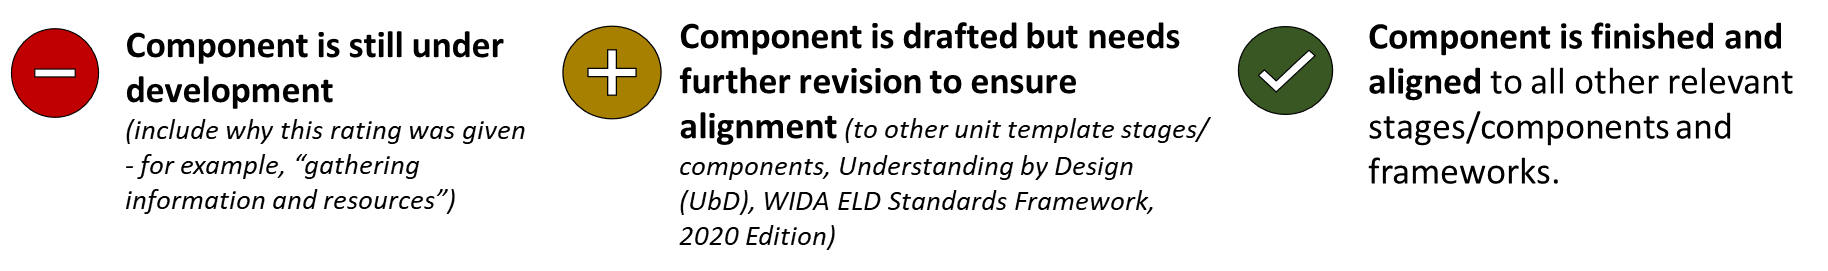 Component is still under
development
(include why this rating was given
- for example, “gathering
information and resources”)
Component is drafted but needs
further revision to ensure
alignment (to other unit template stages/
components, Understanding by Design
(UbD), WIDA ELD Standards Framework,
2020 Edition)
Component is finished and
aligned to all other relevant
stages/components and
frameworks.